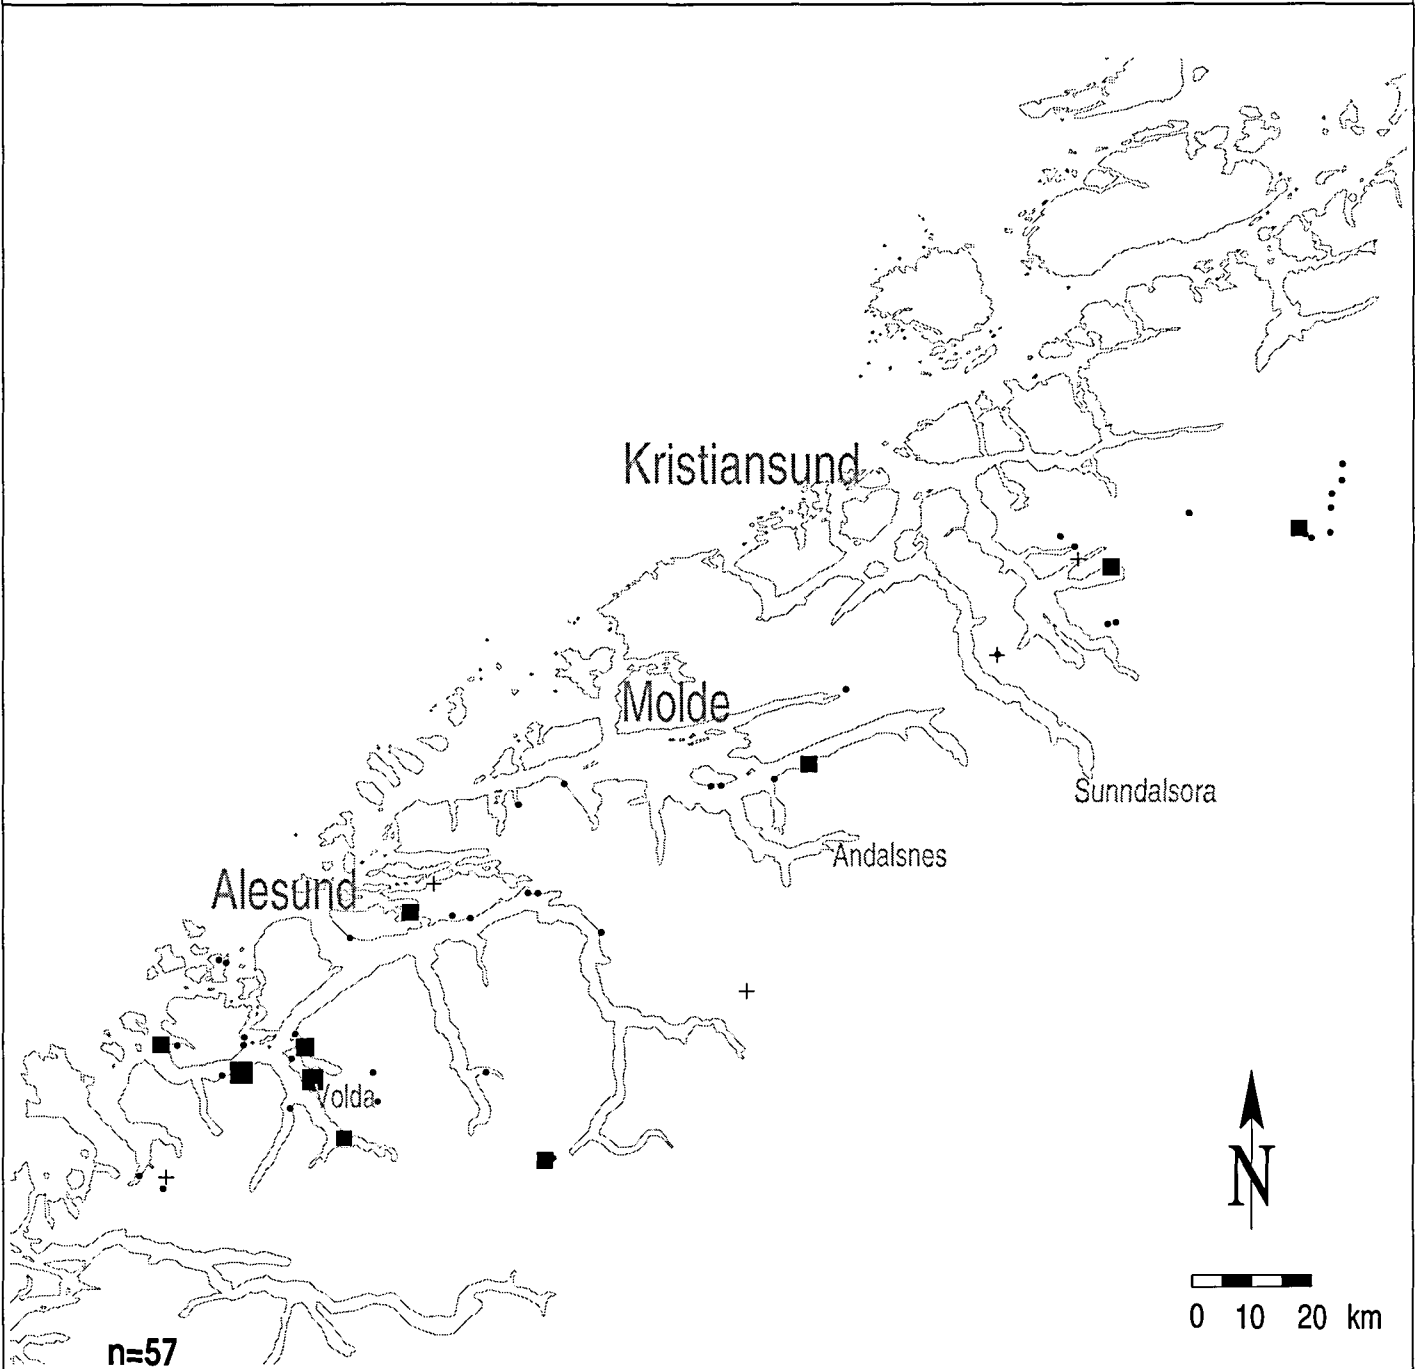 Kristiansund
Molde
Sunndalsora
Andalsnes
Alesund
Volda
N
0 10 20 km
n=57